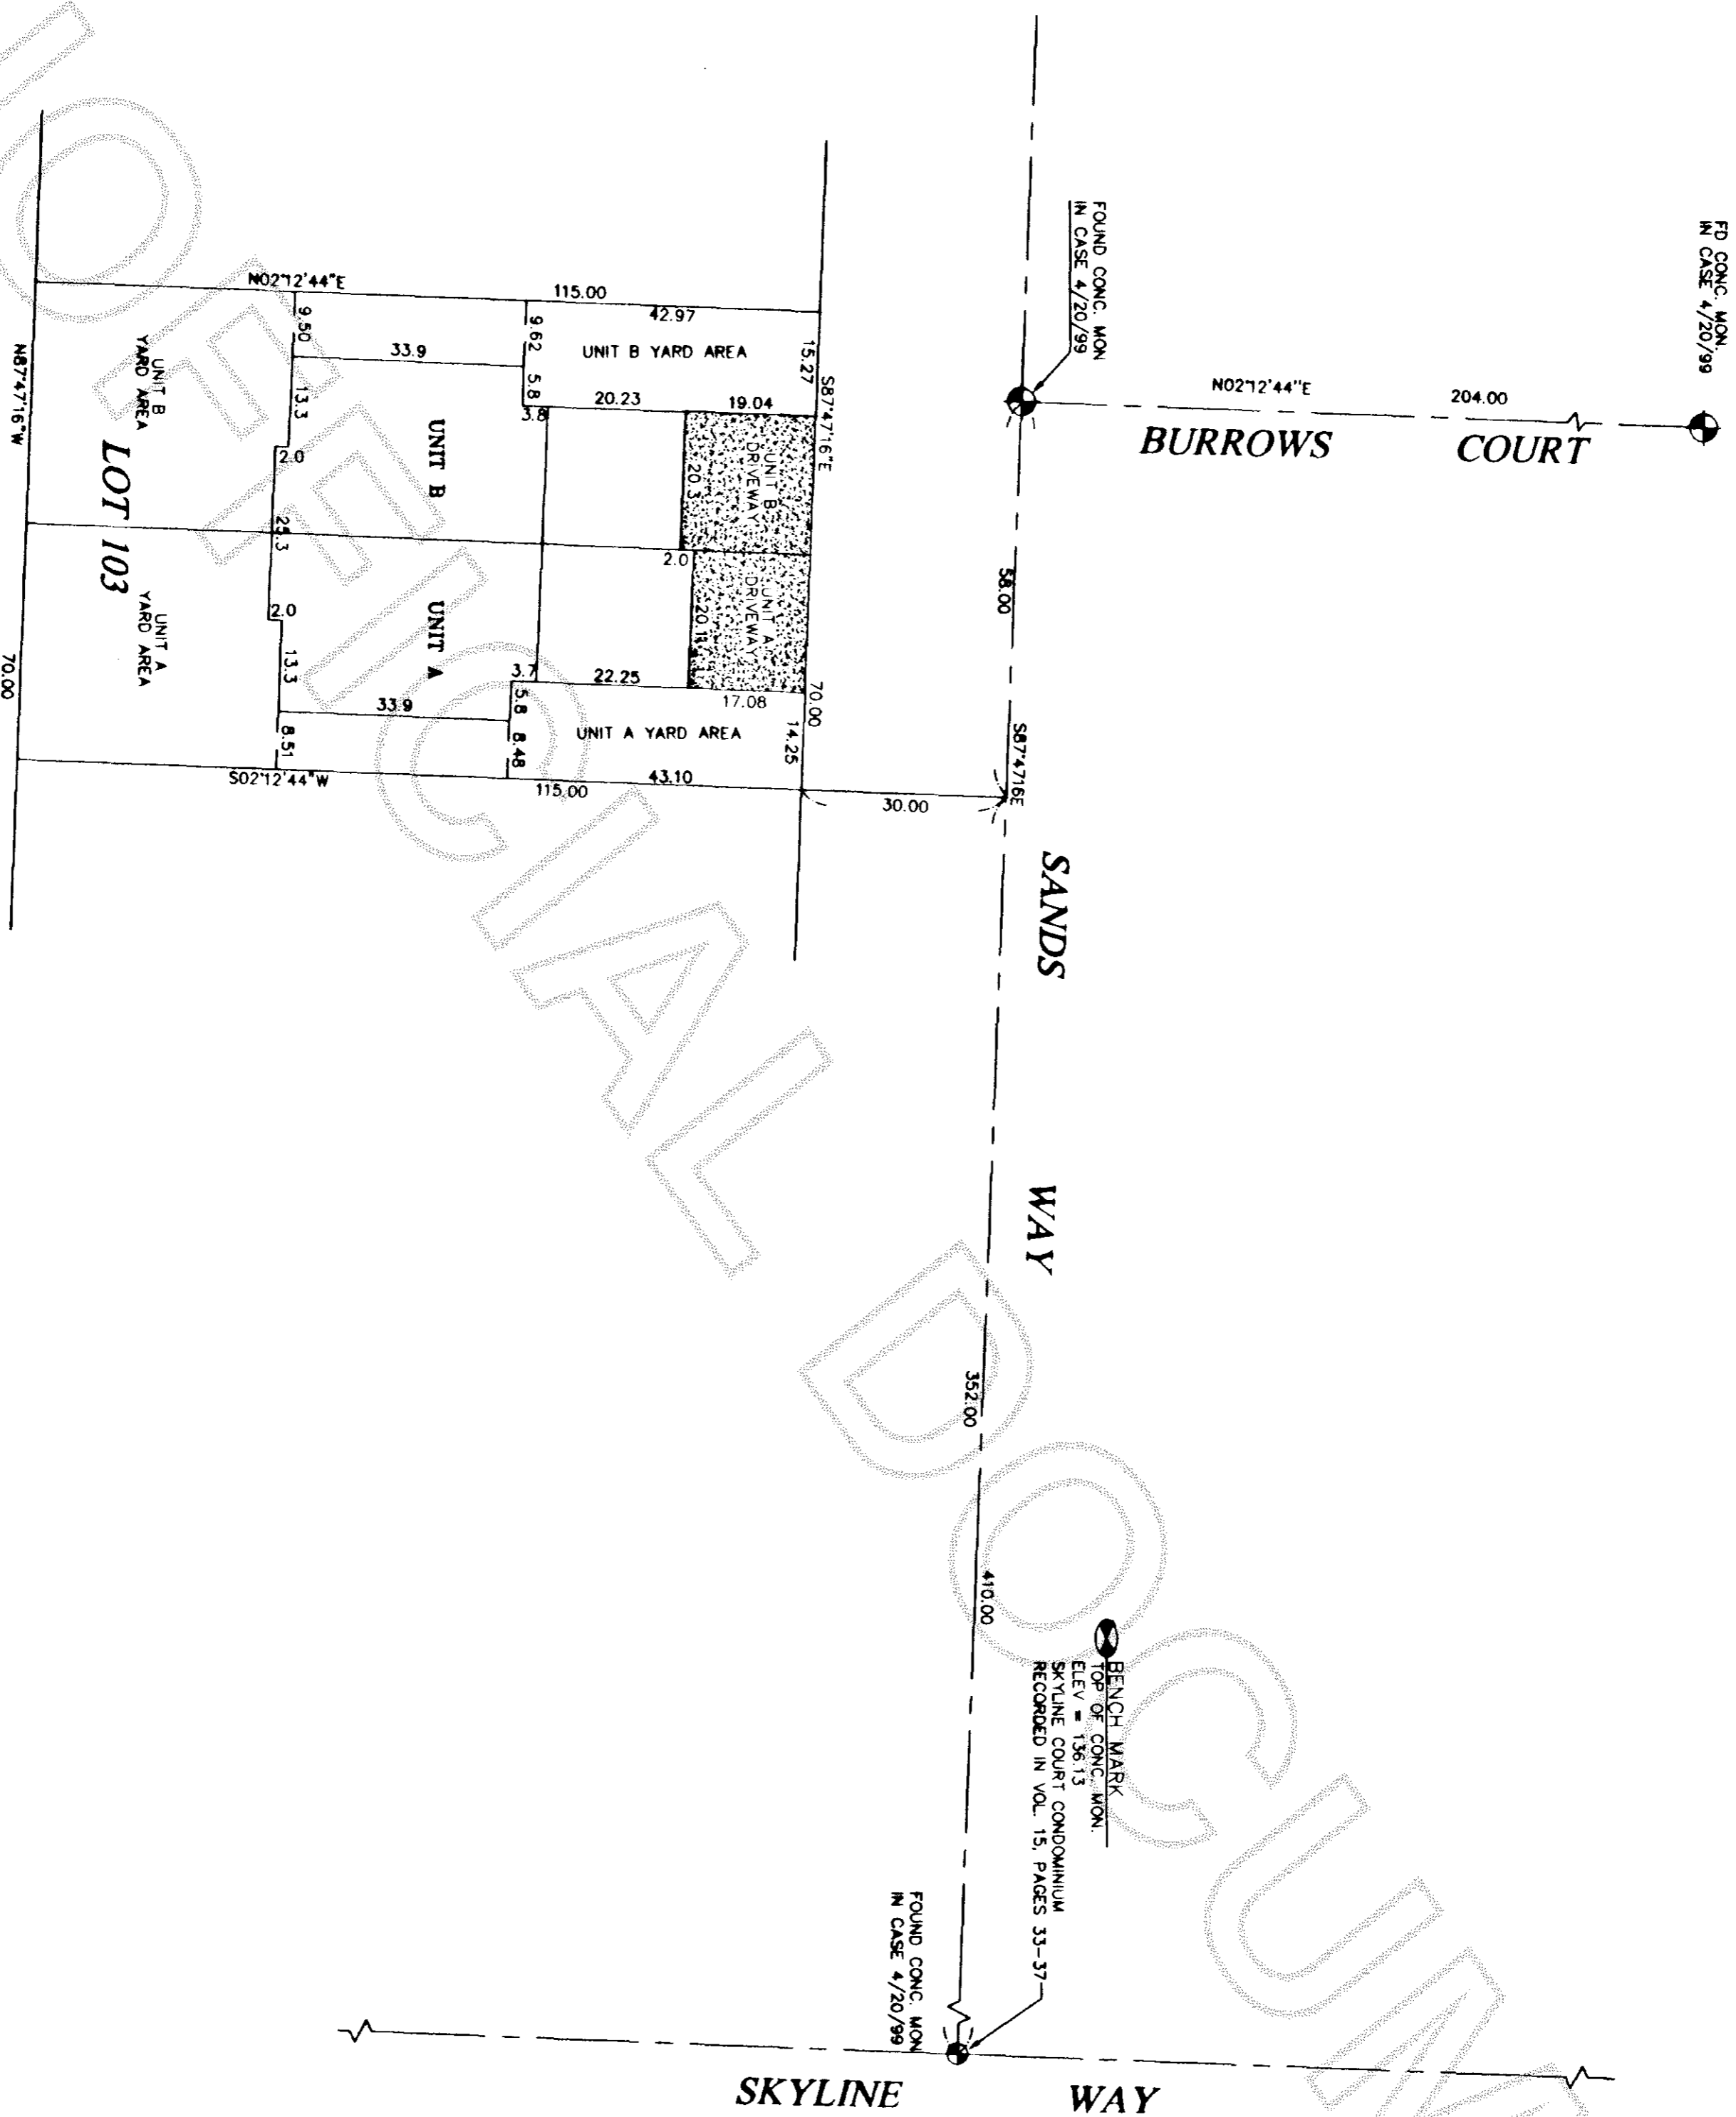 FD CONC. MON.
IN CASE 4/20/99
N02°12'44"E
204.00
BURROWS COURT
FOUND CONC. MON
IN CASE 4/20/99
58.00
S87°4716E
SANDS WAY
352.00
410.00
BENCH MARK
TOP OF CONC. MON.
ELEV = 136.13
SKYLINE COURT CONDOMINIUM
RECORDED IN VOL. 15, PAGES 33-37
FOUND CONC. MON
IN CASE 4/20/99
SKYLINE WAY
30.00
S87°47'16"E
70.00
15.27
14.25
N02°12'44"E
115.00
42.97
UNIT B YARD AREA
19.04
20.23
UNIT B
DRIVEWAY
20.3
UNIT A
DRIVEWAY
2.0
17.08
22.25
UNIT A YARD AREA
43.10
115.00
S02°12'44"W
9.62
5.8
3.8
3.7
5.8
8.48
33.9
UNIT B
UNIT A
33.9
9.50
13.3
2.0
25.3
2.0
13.3
8.51
UNIT B
YARD AREA
LOT 103
UNIT A
YARD AREA
N87°47'16"W
70.00
OFFICIAL DOCUM